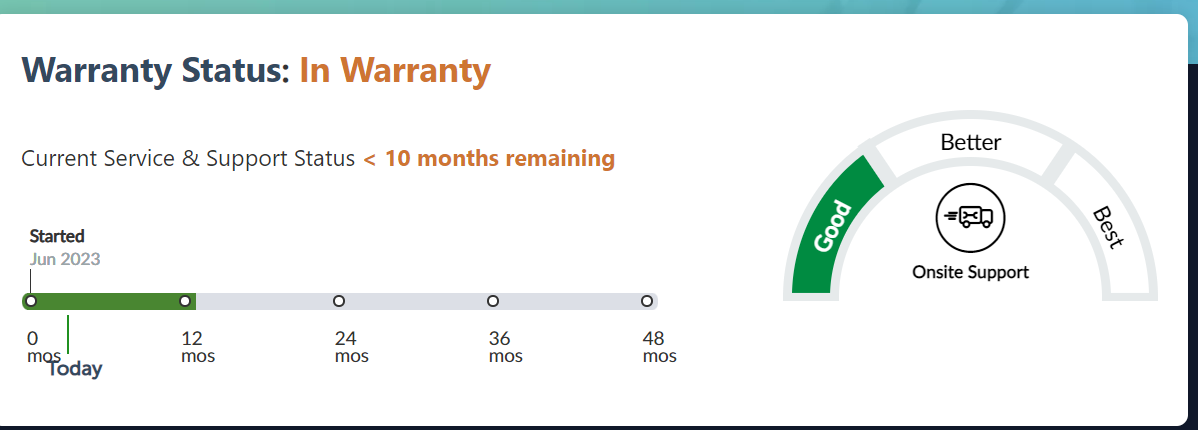 Warranty Status: In Warranty
Current Service & Support Status < 10 months remaining
Started
Jun 2023
0 mos
12 mos
24 mos
36 mos
48 mos
Today
Good
Better
Best
Onsite Support